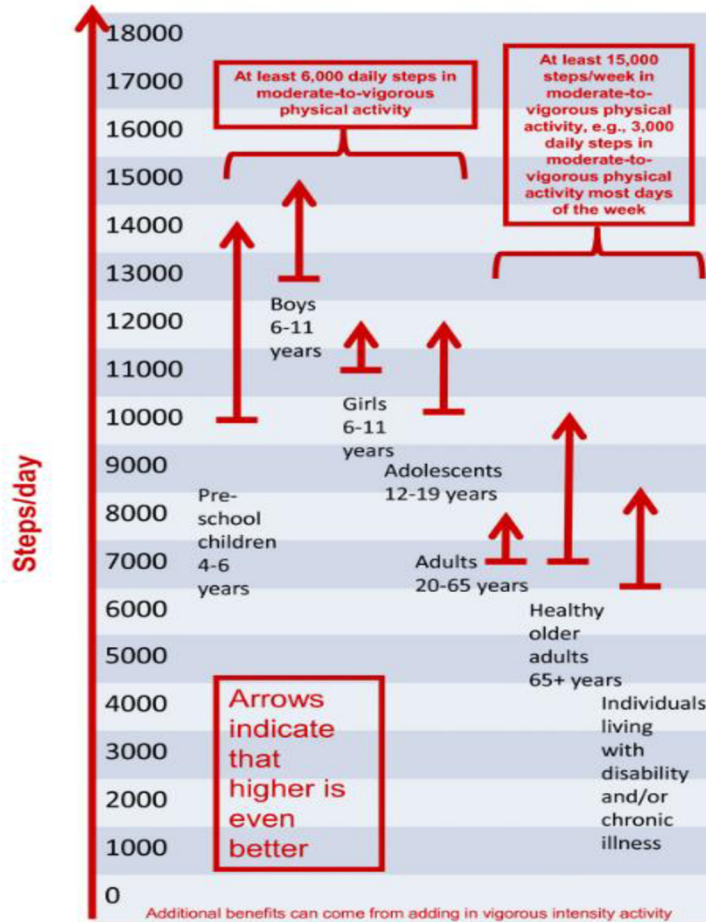 18000
17000
16000
15000
14000
13000
12000
11000
10000
9000
8000
7000
6000
5000
4000
3000
2000
1000
0
Steps/day
At least 6,000 daily steps in
moderate-to-vigorous
physical activity
At least 15,000
steps/week in
moderate-to-
vigorous physical
activity, e.g., 3,000
daily steps in
moderate-to-
vigorous physical
activity most days
of the week
Boys
6-11
years
Girls
6-11
years
Adolescents
12-19 years
Pre-
school
children
4-6
years
Adults
20-65 years
Healthy
older
adults
65+ years
Individuals
living
with
disability
and/or
chronic
illness
Arrows
indicate
that
higher is
even
better
Additional benefits can come from adding in vigorous intensity activity